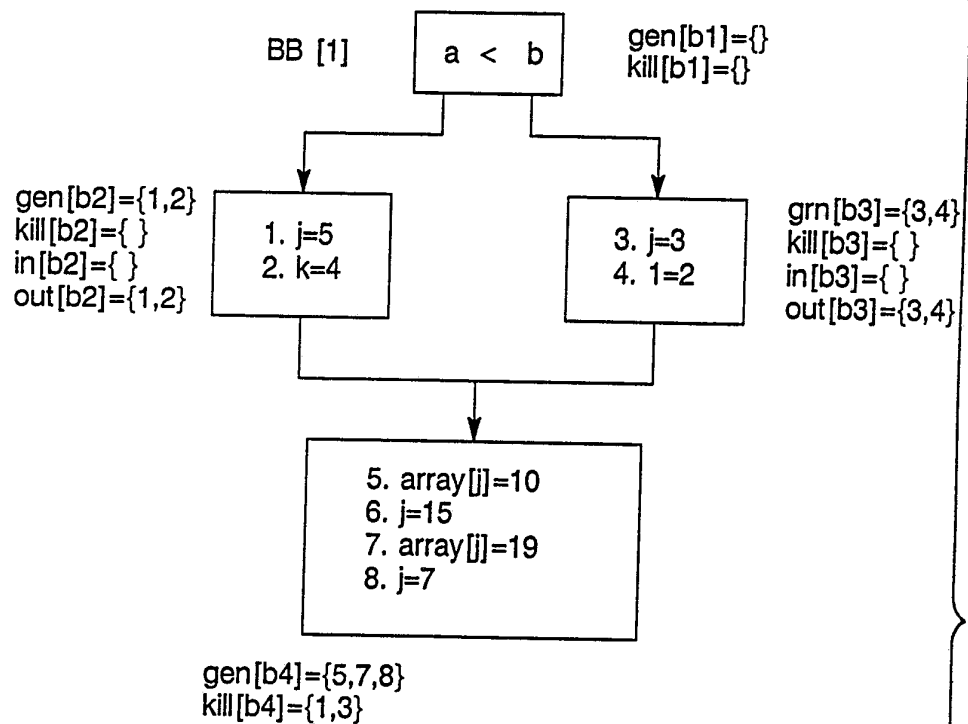 BB [1]
a < b
gen[b1]={}
kill[b1]={}
gen[b2]={1,2}
kill[b2]={ }
in[b2]={ }
out[b2]={1,2}
1. j=5
2. k=4
3. j=3
4. 1=2
grn[b3]={3,4}
kill[b3]={ }
in[b3]={ }
out[b3]={3,4}
5. array[j]=10
6. j=15
7. array[j]=19
8. j=7
gen[b4]={5,7,8}
kill[b4]={1,3}